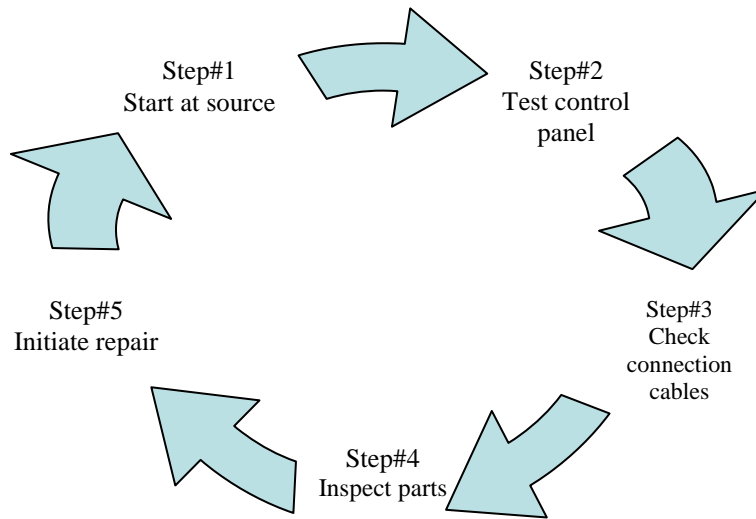 Step#1
Start at source
Step#2
Test control
panel
Step#3
Check
connection
cables
Step#4
Inspect parts
Step#5
Initiate repair